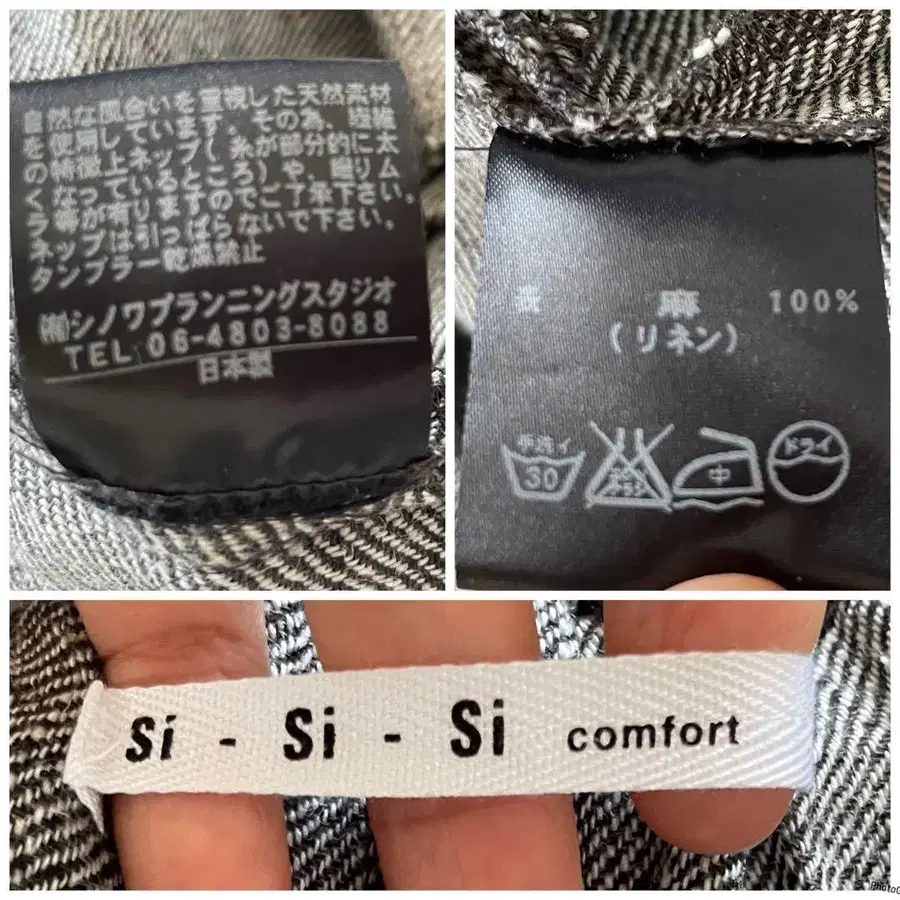 自然な風合いを重視した天然素材
を使用しています。その為、繊維
の特徴上ネップ(糸が部分的に太
くなっているところ)や、織りム
ラ等が有りますのでご了承下さい。
ネップは引っぱらないで下さい。
タンブラー乾燥禁止
㈲シノワプランニングスタジオ
TEL 06-4803-8088
日本製
麻 100%
(リネン)
手洗イ
30
中
ドライ
Si - Si - Si comfort